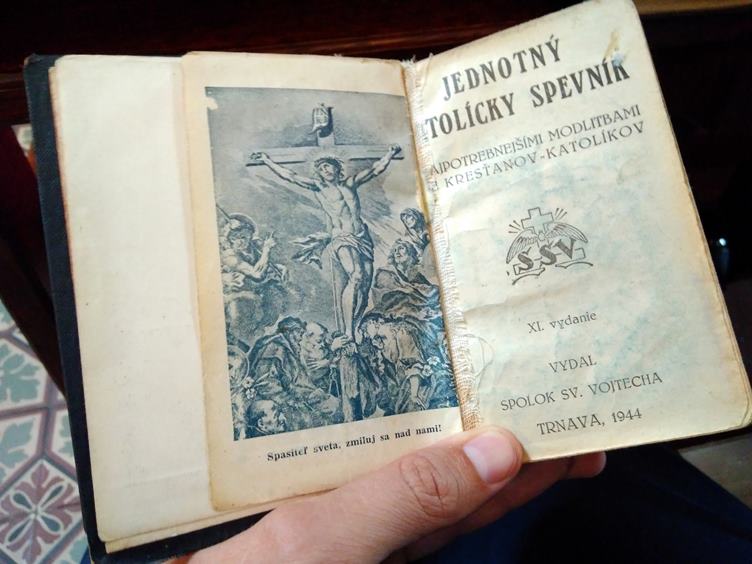 Spasiteľ sveta, zmiluj sa nad nami!
JEDNOTNÝ
TOLÍCKY SPEVNÍK
AJPOTREBNEJŠÍMI MODLITBAMI
KRESŤANOV-KATOLÍKOV
SSV
XI. vydanie
VYDAL
SPOLOK SV. VOJTECHA
TRNAVA, 1944